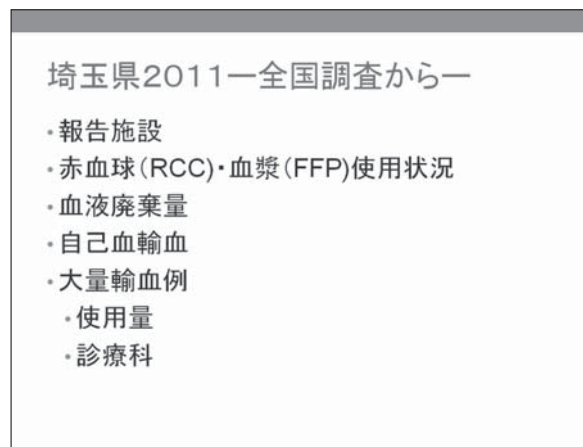 埼玉県2011ー全国調査からー
・報告施設
・赤血球(RCC)・血漿(FFP)使用状況
・血液廃棄量
・自己血輸血
・大量輸血例
・使用量
・診療科